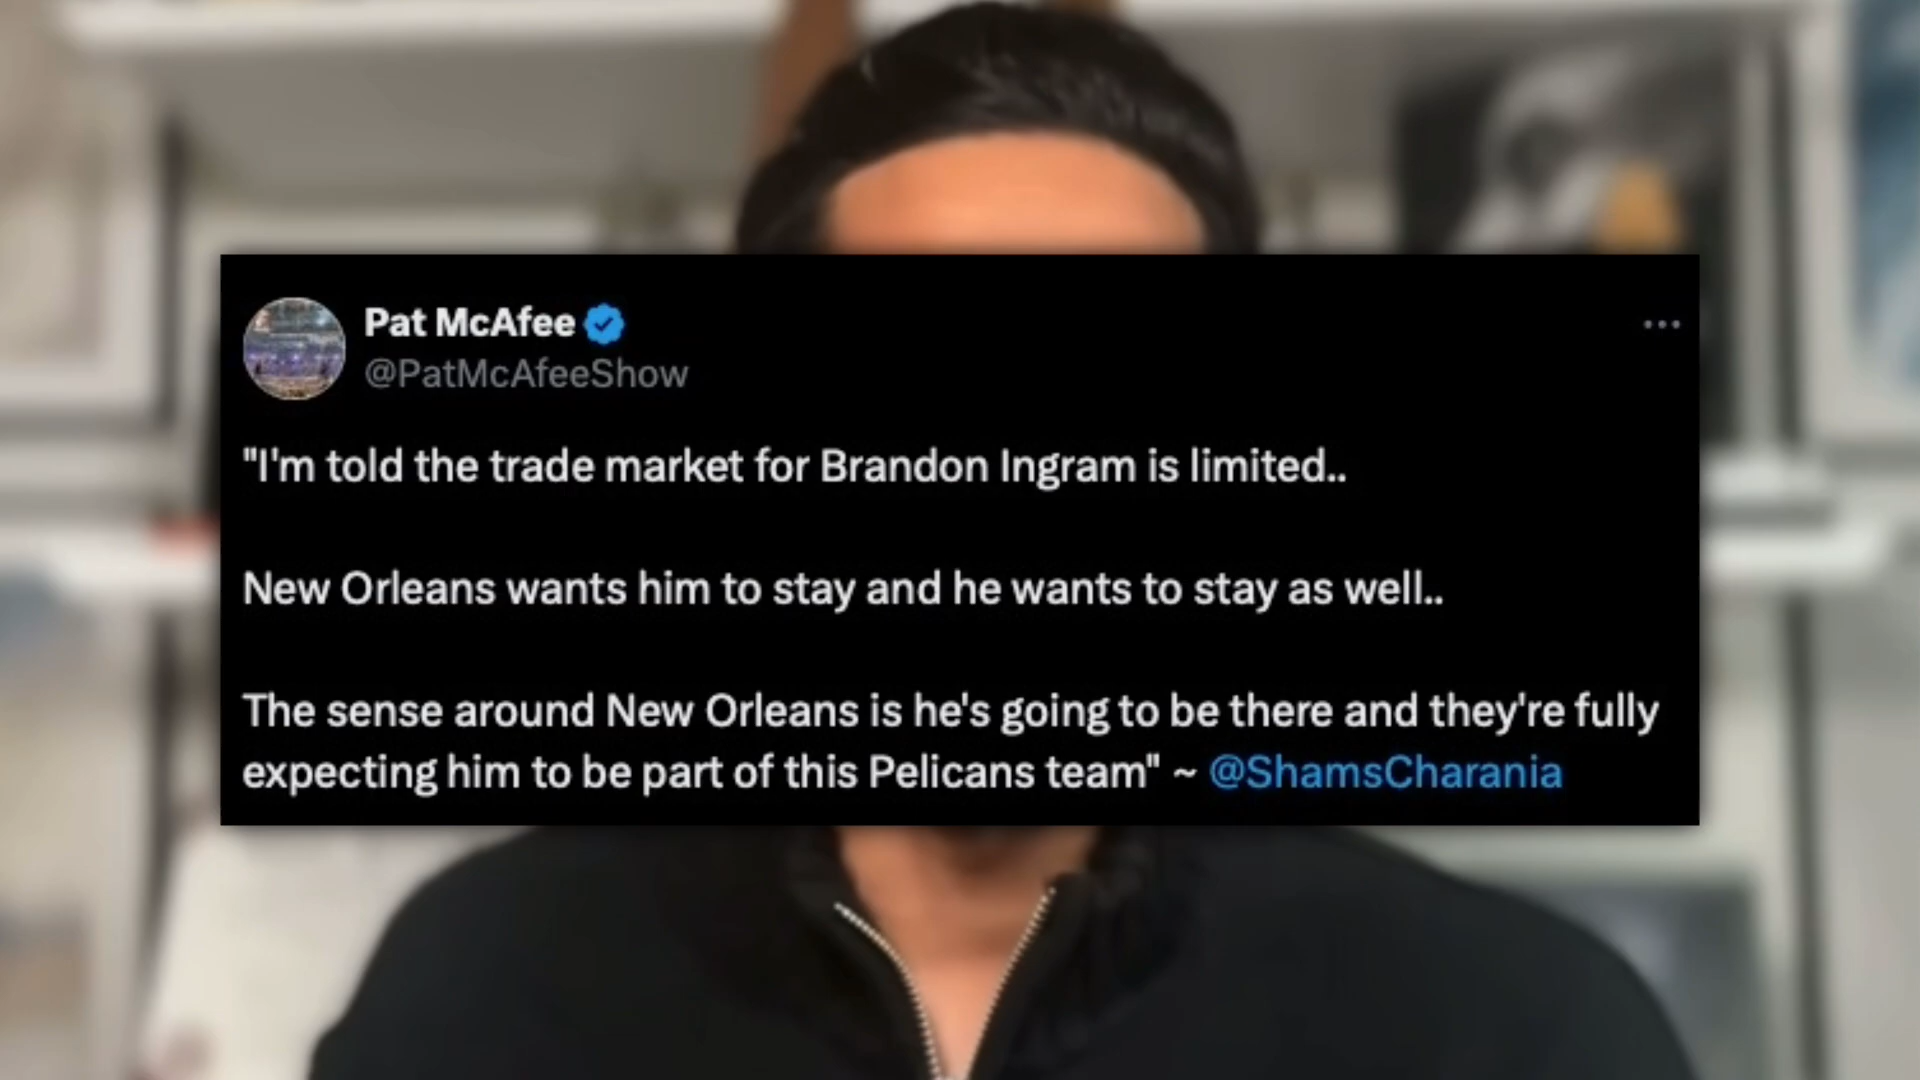 Pat McAfee
@PatMcAfeeShow
"I'm told the trade market for Brandon Ingram is limited..
New Orleans wants him to stay and he wants to stay as well..
The sense around New Orleans is he's going to be there and they're fully
expecting him to be part of this Pelicans team" ~ @ShamsCharania